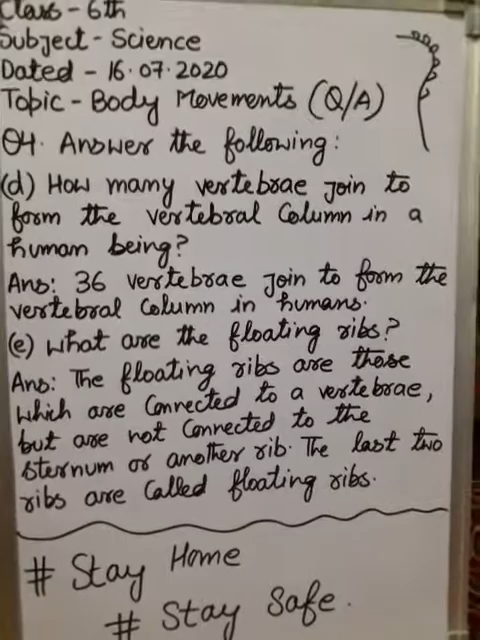 Class - 6th
Subject - Science
Dated - 16.07.2020
Topic - Body Movements (Q/A)
Q4. Answer the following:
(d) How many vertebrae join to
form the vertebral Column in a
human being?
Ans: 36 vertebrae join to form the
vertebral Column in humans.
(e) What are the floating ribs?
Ans: The floating ribs are those
which are Connected to a vertebrae,
but are not Connected to the
sternum or another rib. The last two
ribs are Called floating ribs.
# Stay Home
# Stay Safe.